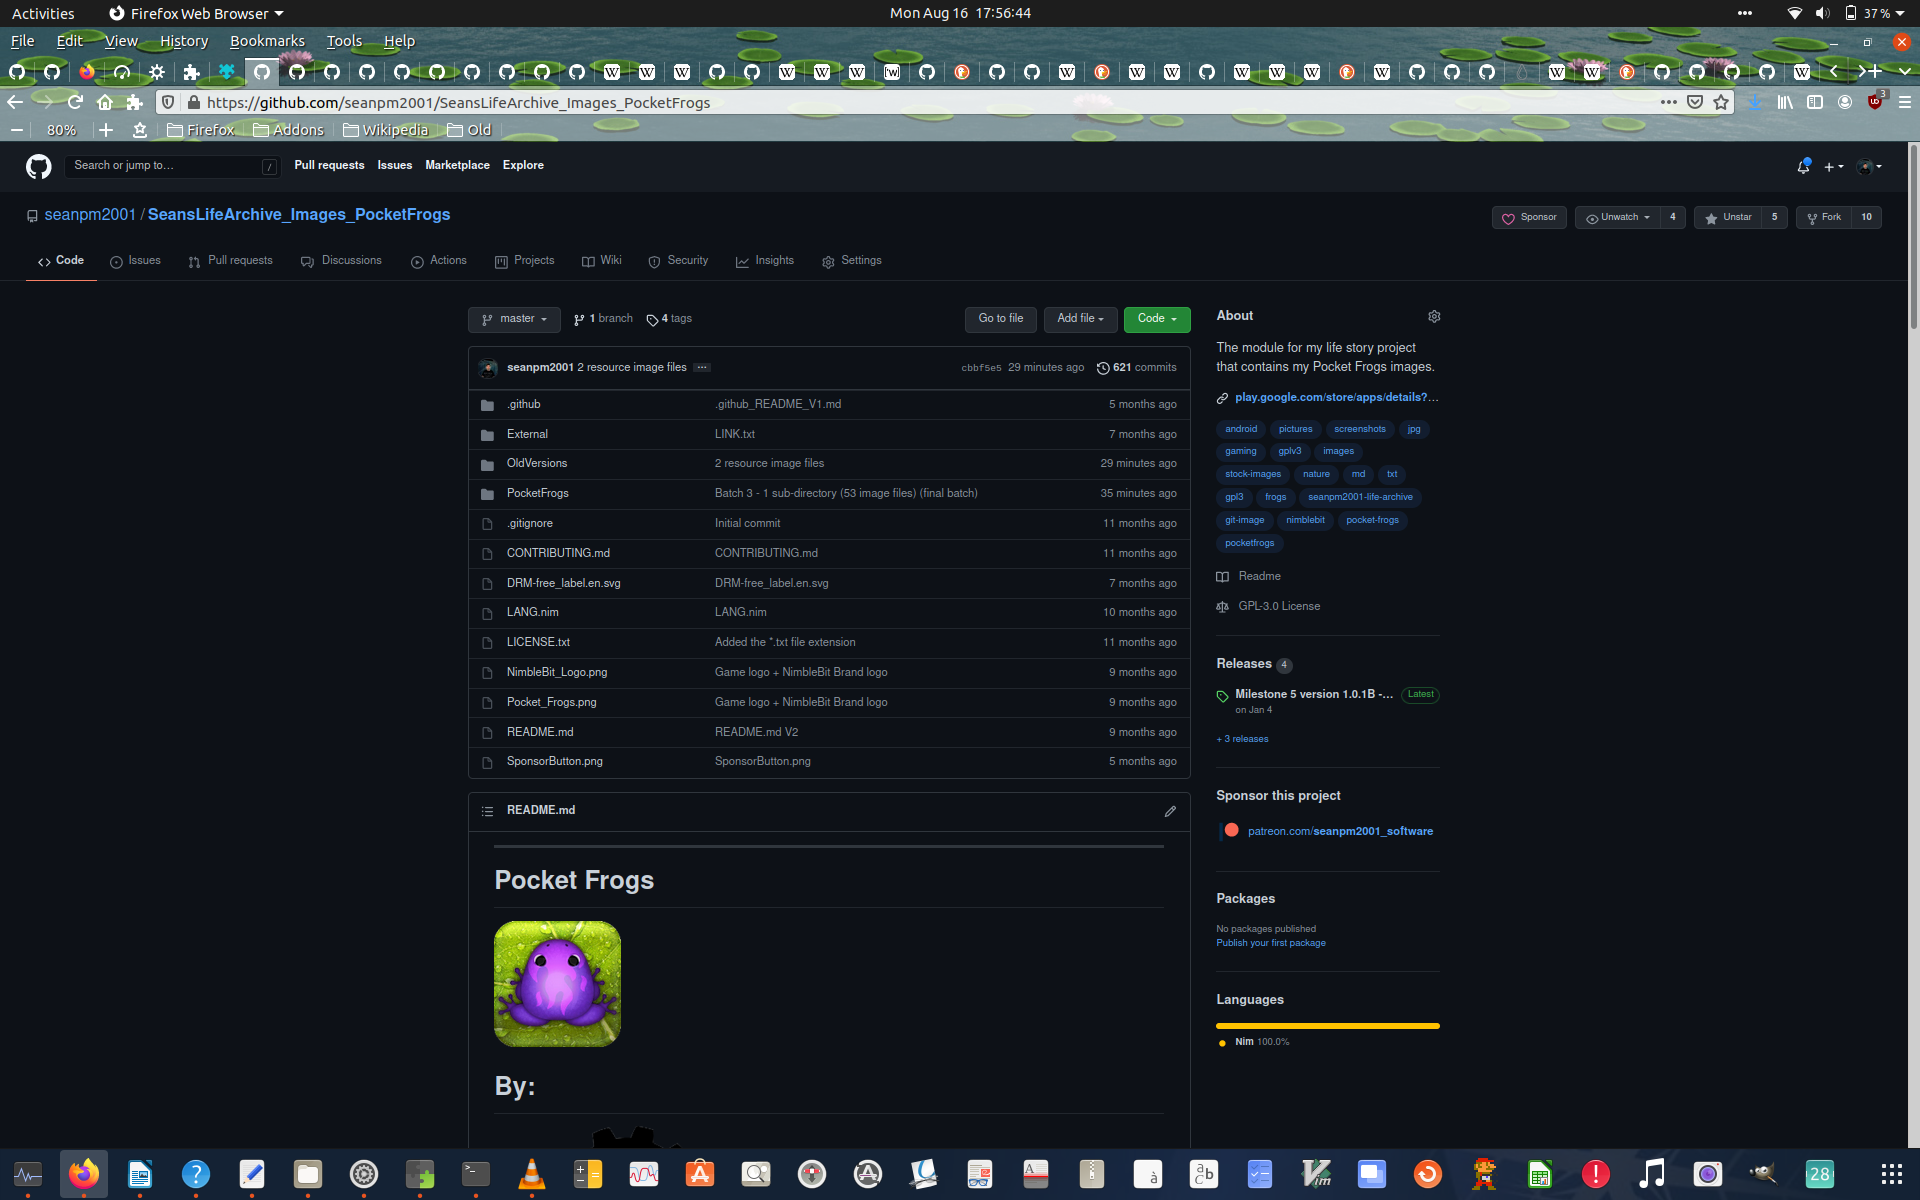 Activities Firefox Web Browser Mon Aug 16 17:56:44 37 %
File Edit View History Bookmarks Tools Help
https://github.com/seanpm2001/SeansLifeArchive_Images_PocketFrogs 3
80% Firefox Addons Wikipedia Old
Search or jump to... / Pull requests Issues Marketplace Explore
seanpm2001 / SeansLifeArchive_Images_PocketFrogs Sponsor Unwatch 4 Unstar 5 Fork 10
Code Issues Pull requests Discussions Actions Projects Wiki Security Insights Settings
master 1 branch 4 tags Go to file Add file Code
seanpm2001 2 resource image files ... cbbf5e5 29 minutes ago 621 commits
.github .github_README_V1.md 5 months ago
External LINK.txt 7 months ago
OldVersions 2 resource image files 29 minutes ago
PocketFrogs Batch 3 - 1 sub-directory (53 image files) (final batch) 35 minutes ago
.gitignore Initial commit 11 months ago
CONTRIBUTING.md CONTRIBUTING.md 11 months ago
DRM-free_label.en.svg DRM-free_label.en.svg 7 months ago
LANG.nim LANG.nim 10 months ago
LICENSE.txt Added the *.txt file extension 11 months ago
NimbleBit_Logo.png Game logo + NimbleBit Brand logo 9 months ago
Pocket_Frogs.png Game logo + NimbleBit Brand logo 9 months ago
README.md README.md V2 9 months ago
SponsorButton.png SponsorButton.png 5 months ago
README.md
Pocket Frogs
By:
About
The module for my life story project
that contains my Pocket Frogs images.
play.google.com/store/apps/details?...
android pictures screenshots jpg
gaming gplv3 images
stock-images nature md txt
gpl3 frogs seanpm2001-life-archive
git-image nimblebit pocket-frogs
pocketfrogs
Readme
GPL-3.0 License
Releases 4
Milestone 5 version 1.0.1B -... Latest
on Jan 4
+ 3 releases
Sponsor this project
patreon.com/seanpm2001_software
Packages
No packages published
Publish your first package
Languages
Nim 100.0%
28